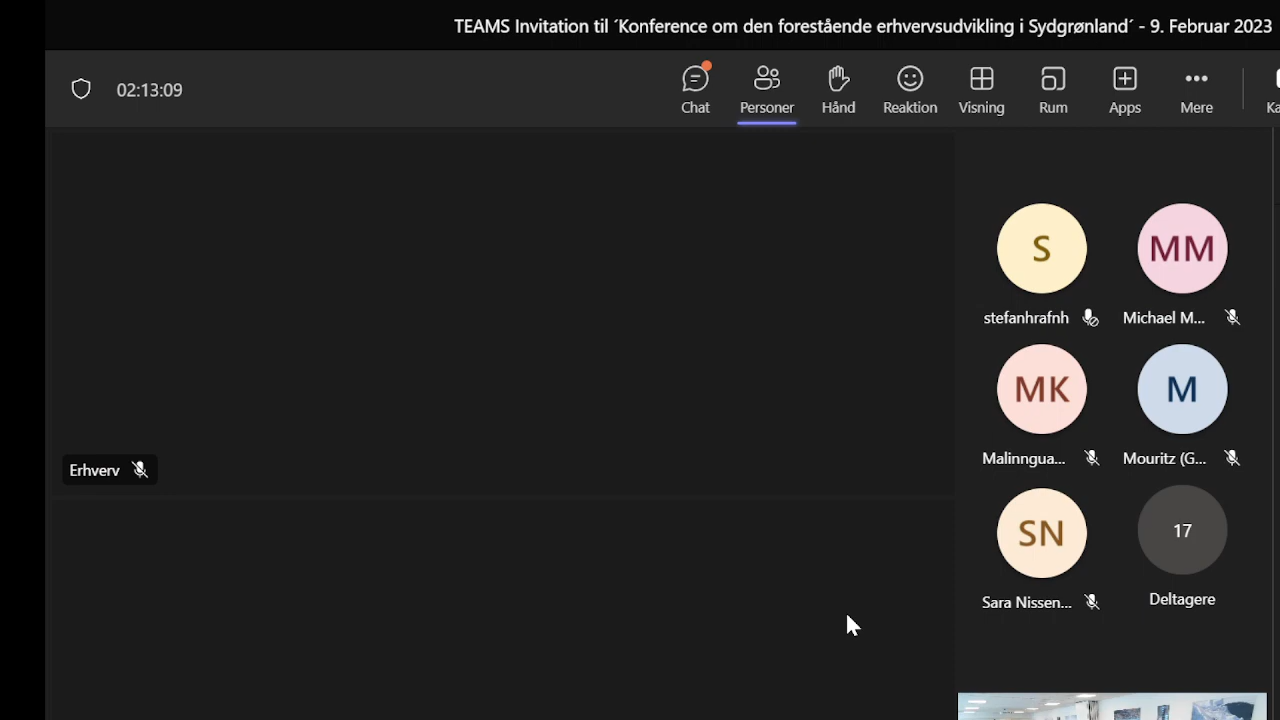 TEAMS Invitation til ´Konference om den forestående erhvervsudvikling i Sydgrønland´ - 9. Februar 2023
02:13:09
Chat Personer Hånd Reaktion Visning Rum Apps Mere Ka
S MM
stefanhrafnh Michael M...
MK M
Malinngua... Mouritz (G...
Erhverv
SN 17
Sara Nissen... Deltagere